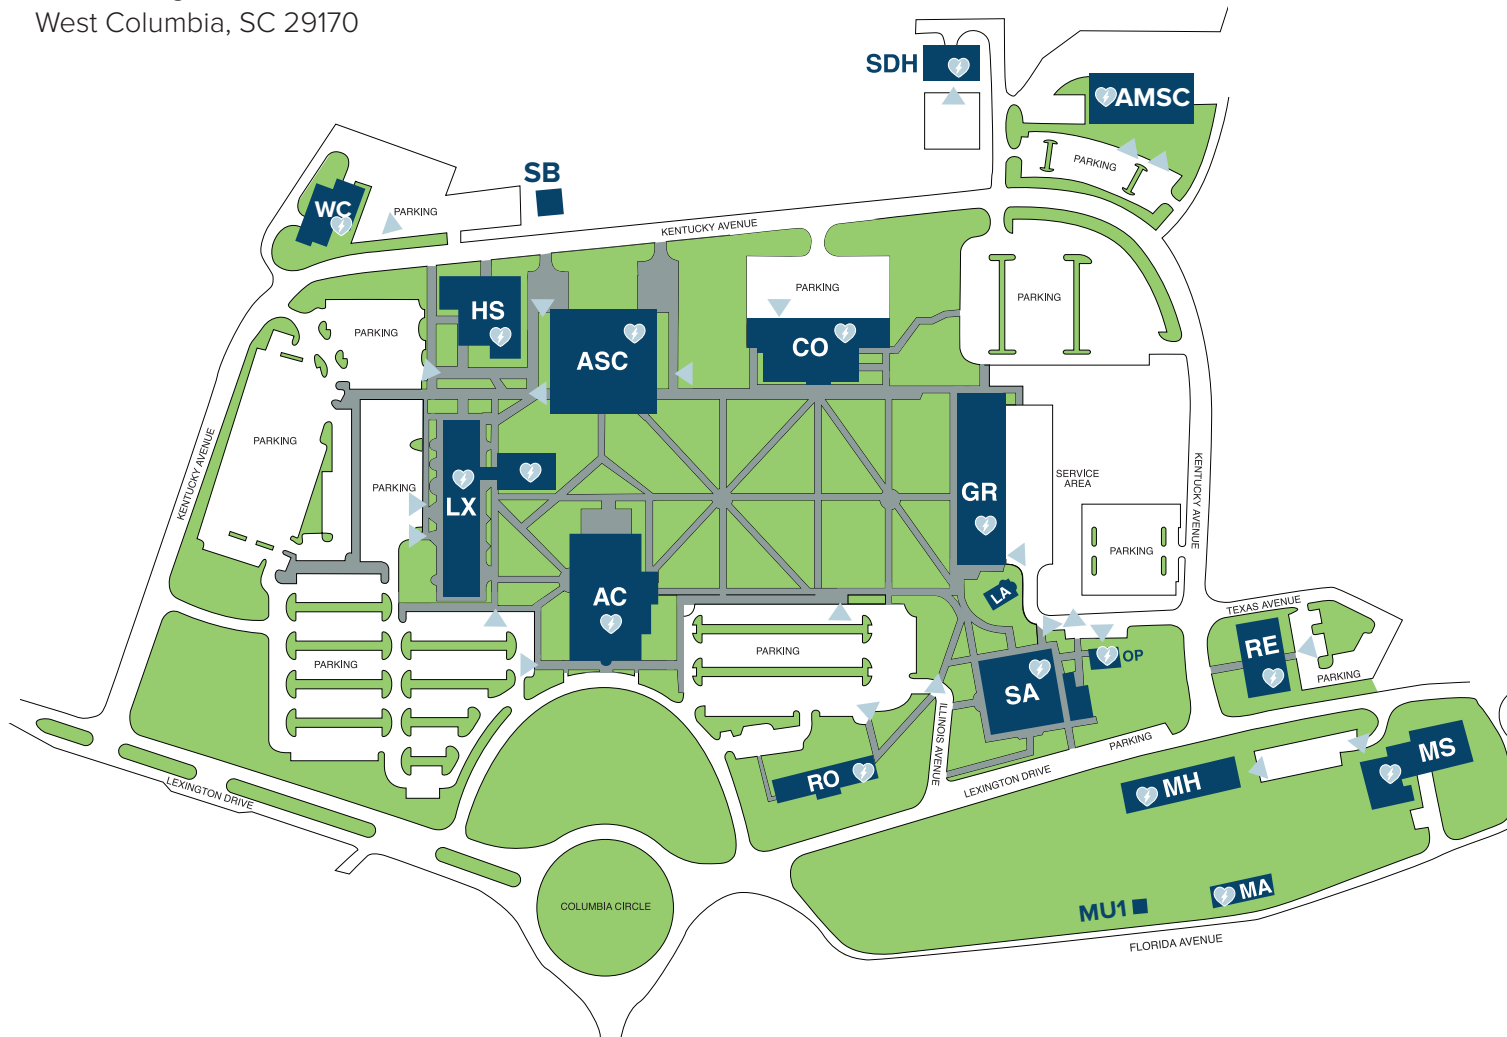 West Columbia, SC 29170
SDH
AMSC
PARKING
SB
WC
PARKING
KENTUCKY AVENUE
HS
PARKING
PARKING
PARKING
ASC
CO
KENTUCKY AVENUE
PARKING
PARKING
LX
GR
SERVICE
AREA
KENTUCKY AVENUE
PARKING
AC
LA
TEXAS AVENUE
PARKING
PARKING
SA
OP
RE
PARKING
ILLINOIS AVENUE
PARKING
RO
LEXINGTON DRIVE
MH
MS
LEXINGTON DRIVE
COLUMBIA CIRCLE
MU1
MA
FLORIDA AVENUE